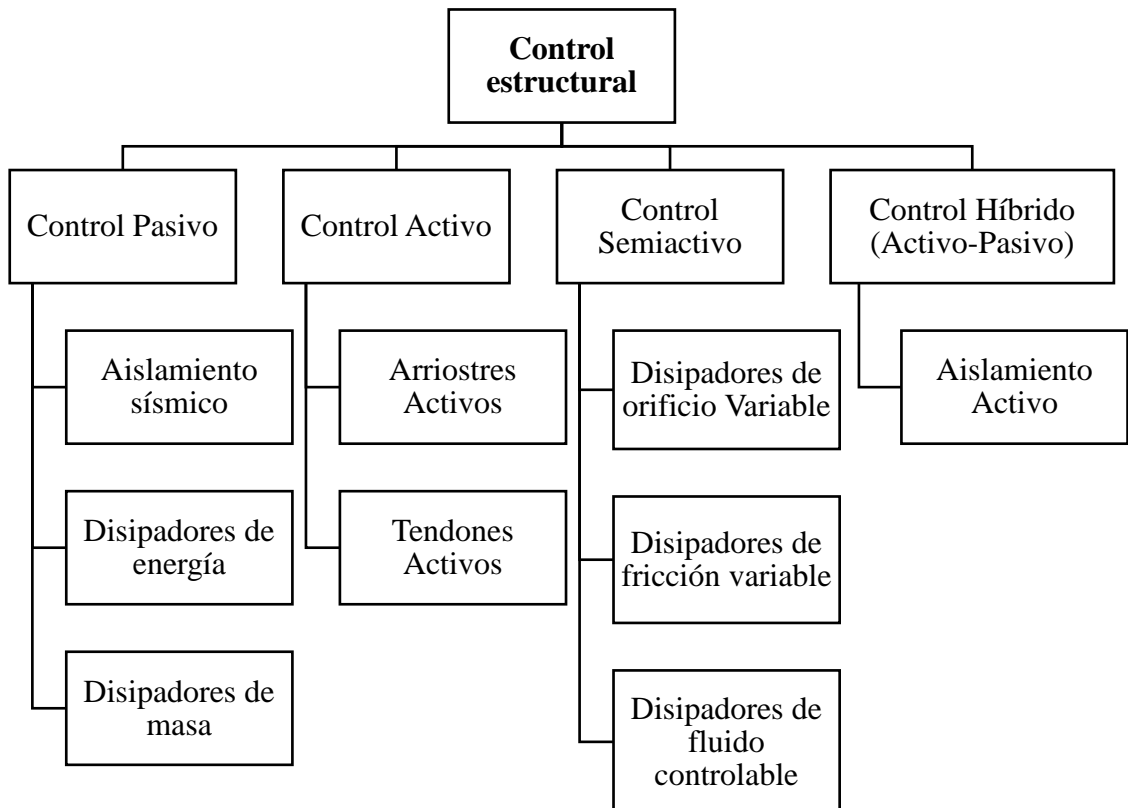 Control
estructural
Control Pasivo
Control Activo
Control
Semiactivo
Control Híbrido
(Activo-Pasivo)
Aislamiento
sísmico
Disipadores de
energía
Disipadores de
masa
Arriostres
Activos
Tendones
Activos
Disipadores de
orificio Variable
Disipadores de
fricción variable
Disipadores de
fluido
controlable
Aislamiento
Activo